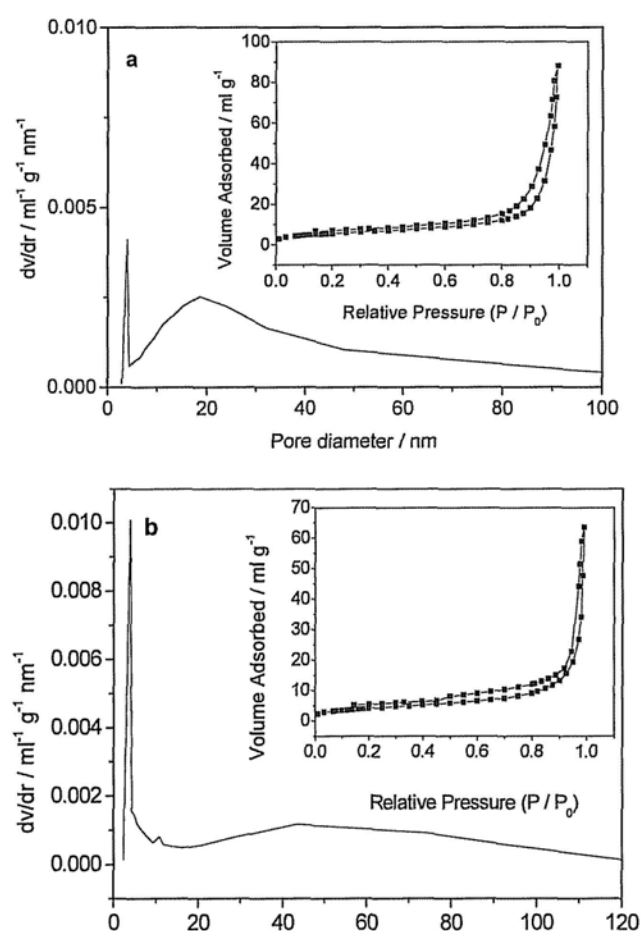 a
0.010
0.005
0.000
dv/dr / ml⁻¹ g⁻¹ nm⁻¹
0 20 40 60 80 100
Pore diameter / nm
100
80
60
40
20
0
Volume Adsorbed / ml g⁻¹
0.0 0.2 0.4 0.6 0.8 1.0
Relative Pressure (P / P₀)
b
0.010
0.008
0.006
0.004
0.002
0.000
dv/dr / ml⁻¹ g⁻¹ nm⁻¹
0 20 40 60 80 100 120
70
60
50
40
30
20
10
0
Volume Adsorbed / ml g⁻¹
0.0 0.2 0.4 0.6 0.8 1.0
Relative Pressure (P / P₀)